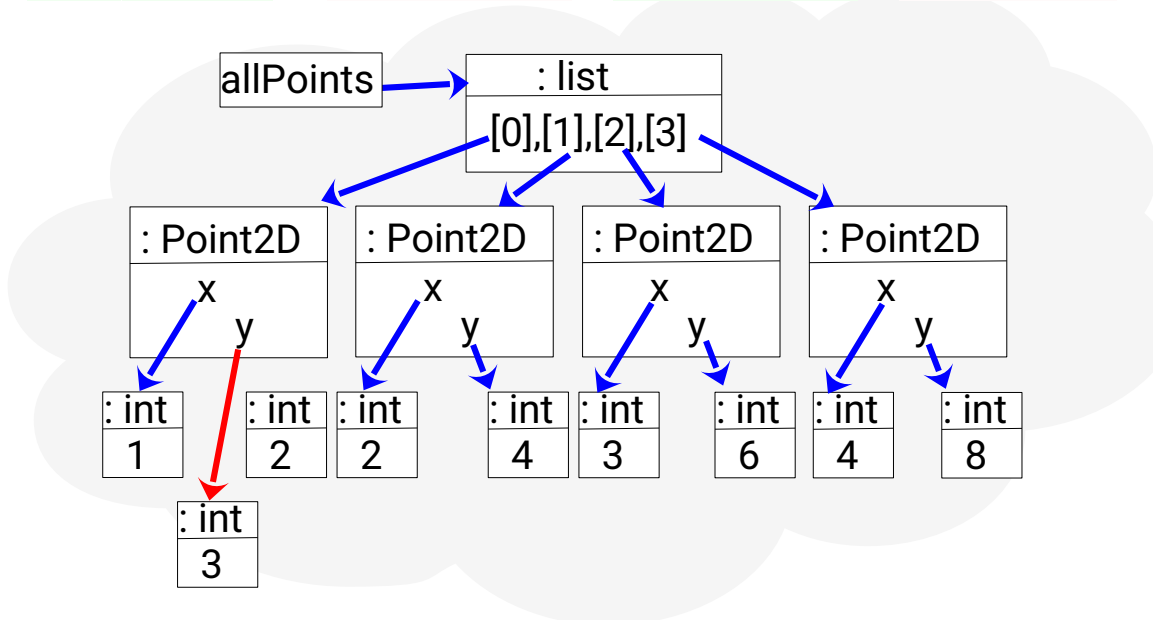 allPoints
: list
[0],[1],[2],[3]
: Point2D
x
y
: Point2D
x
y
: Point2D
x
y
: Point2D
x
y
: int
1
: int
2
: int
2
: int
4
: int
3
: int
6
: int
4
: int
8
: int
3